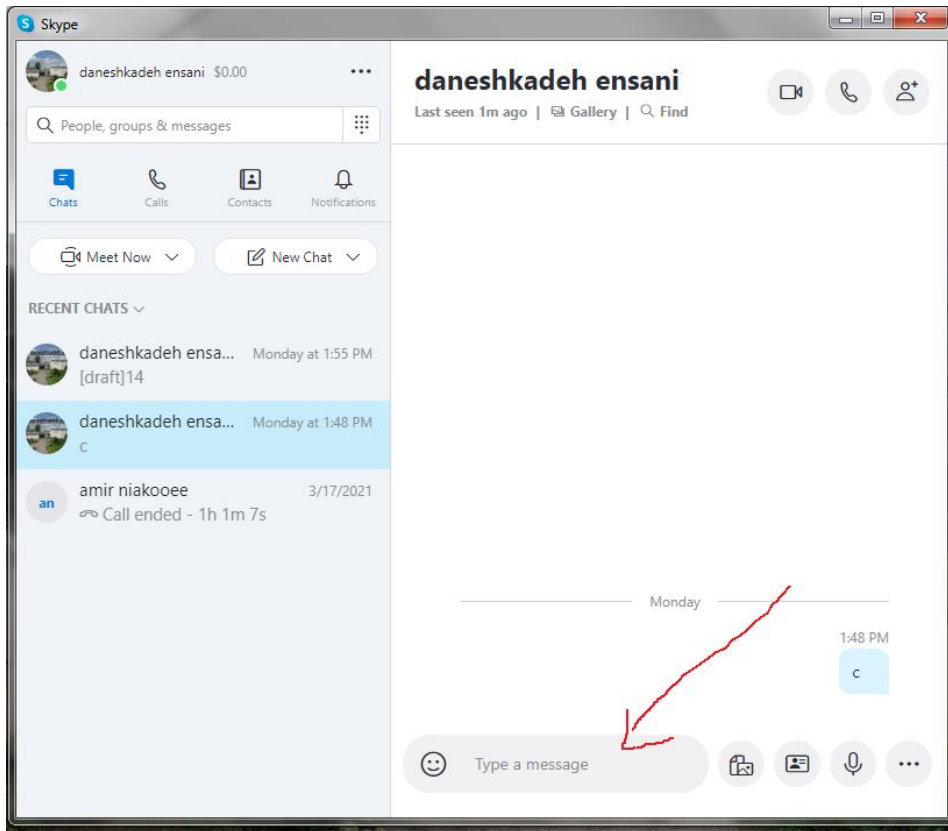 Skype
daneshkadeh ensani $0.00
People, groups & messages
Chats
Calls
Contacts
Notifications
Meet Now
New Chat
RECENT CHATS
daneshkadeh ensa... Monday at 1:55 PM
[draft]14
daneshkadeh ensa... Monday at 1:48 PM
c
an
amir niakooee 3/17/2021
Call ended - 1h 1m 7s
daneshkadeh ensani
Last seen 1m ago | Gallery | Find
Monday
1:48 PM
c
Type a message